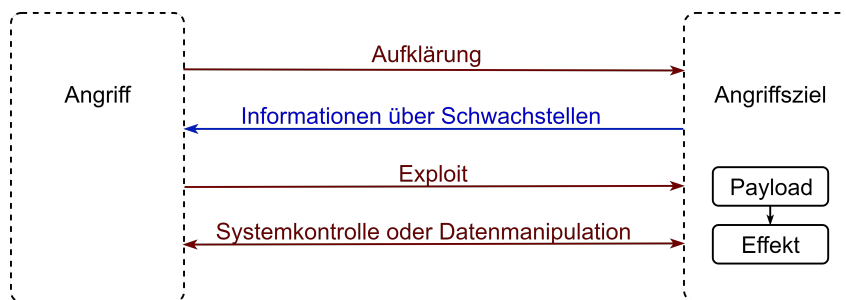 Aufklärung
Angriff
Angriffsziel
Informationen über Schwachstellen
Exploit
Payload
Systemkontrolle oder Datenmanipulation
Effekt